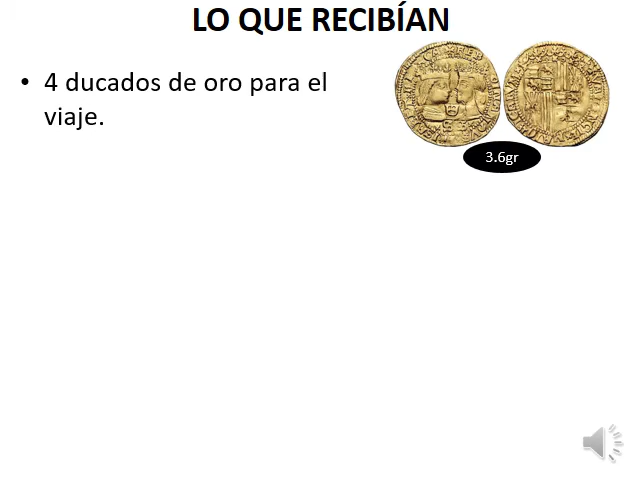 LO QUE RECIBÍAN
• 4 ducados de oro para el
viaje.
3.6gr